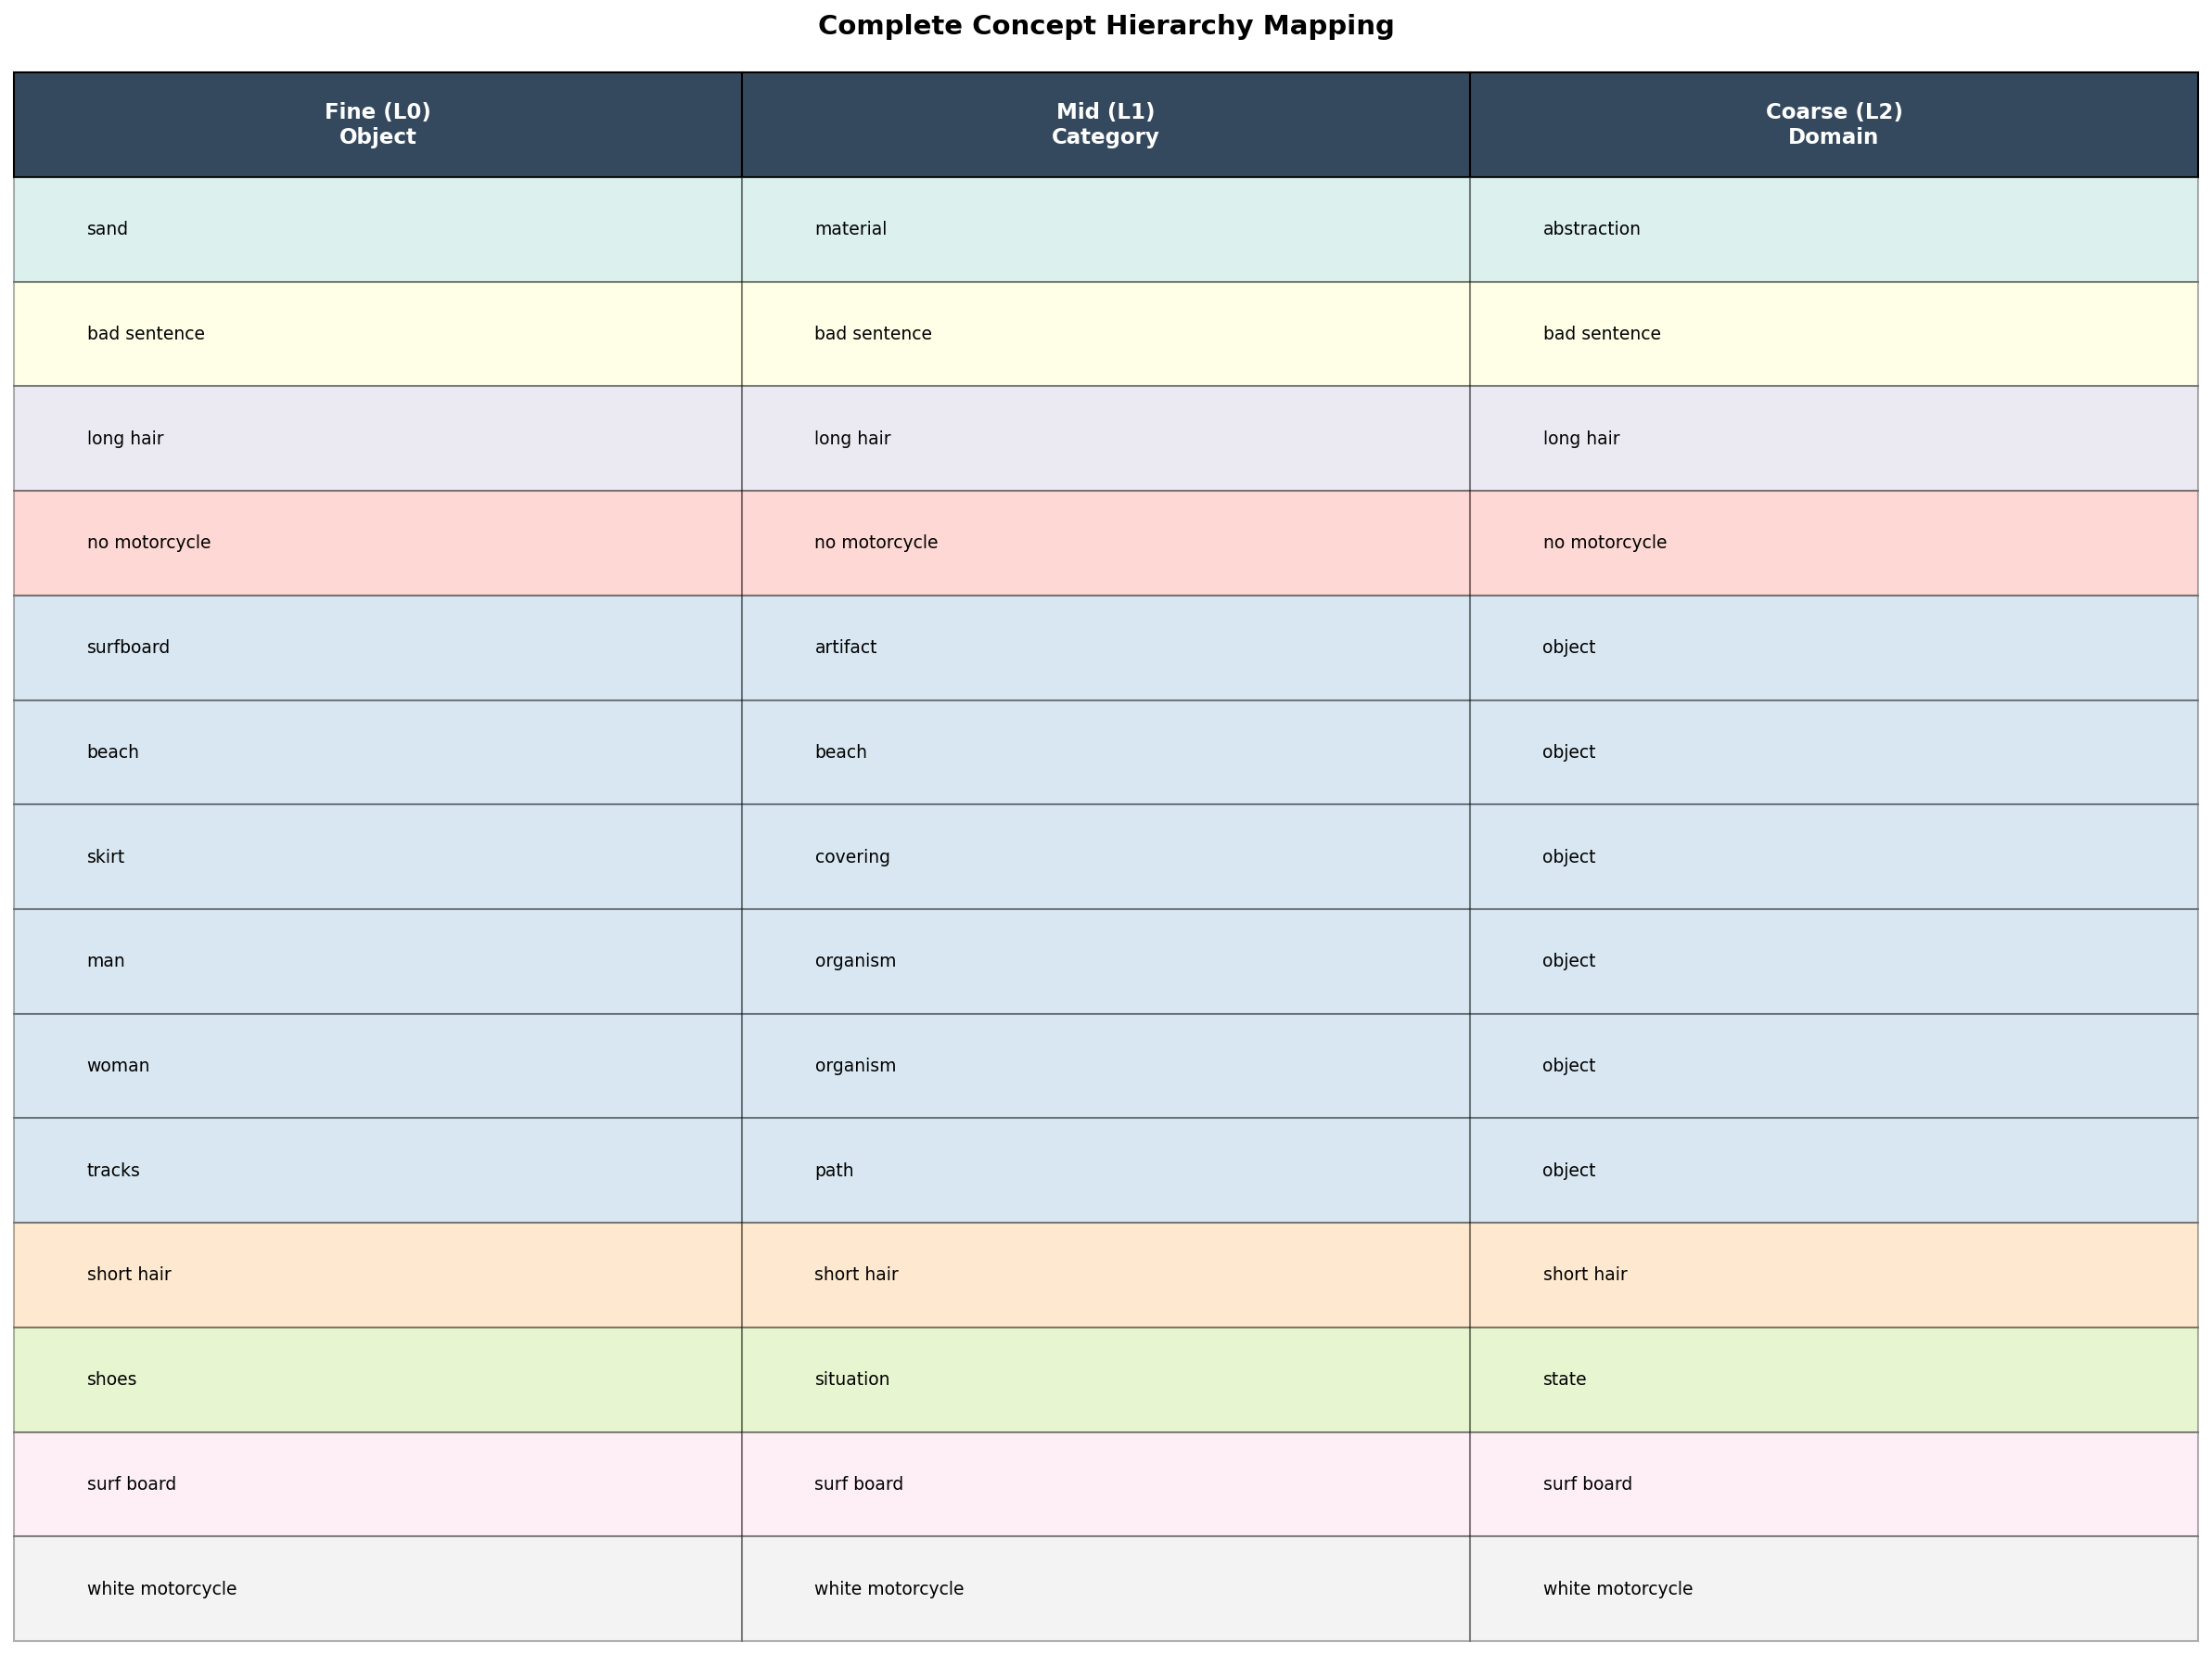 Complete Concept Hierarchy Mapping
Fine (L0) Mid (L1) Coarse (L2)
Object Category Domain
sand material abstraction
bad sentence bad sentence bad sentence
long hair long hair long hair
no motorcycle no motorcycle no motorcycle
surfboard artifact object
beach beach object
skirt covering object
man organism object
woman organism object
tracks path object
short hair short hair short hair
shoes situation state
surf board surf board surf board
white motorcycle white motorcycle white motorcycle